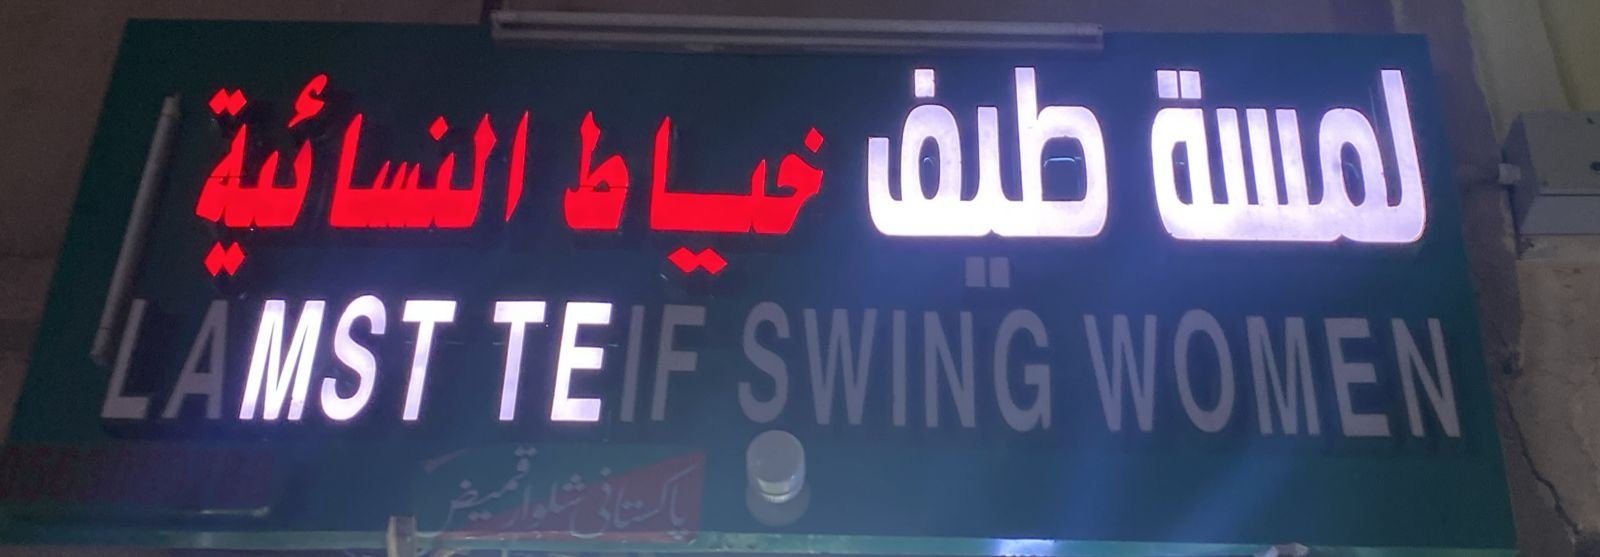 لمسة طيف خياط النسائية
LAMST TEIF SWING WOMEN
پاکستانی شلوار قمیض